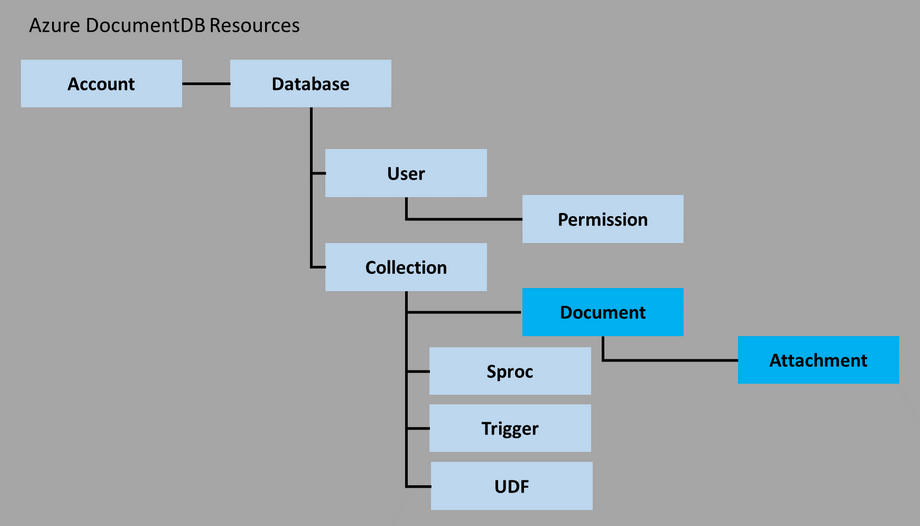 Azure DocumentDB Resources
Account
Database
User
Permission
Collection
Document
Attachment
Sproc
Trigger
UDF